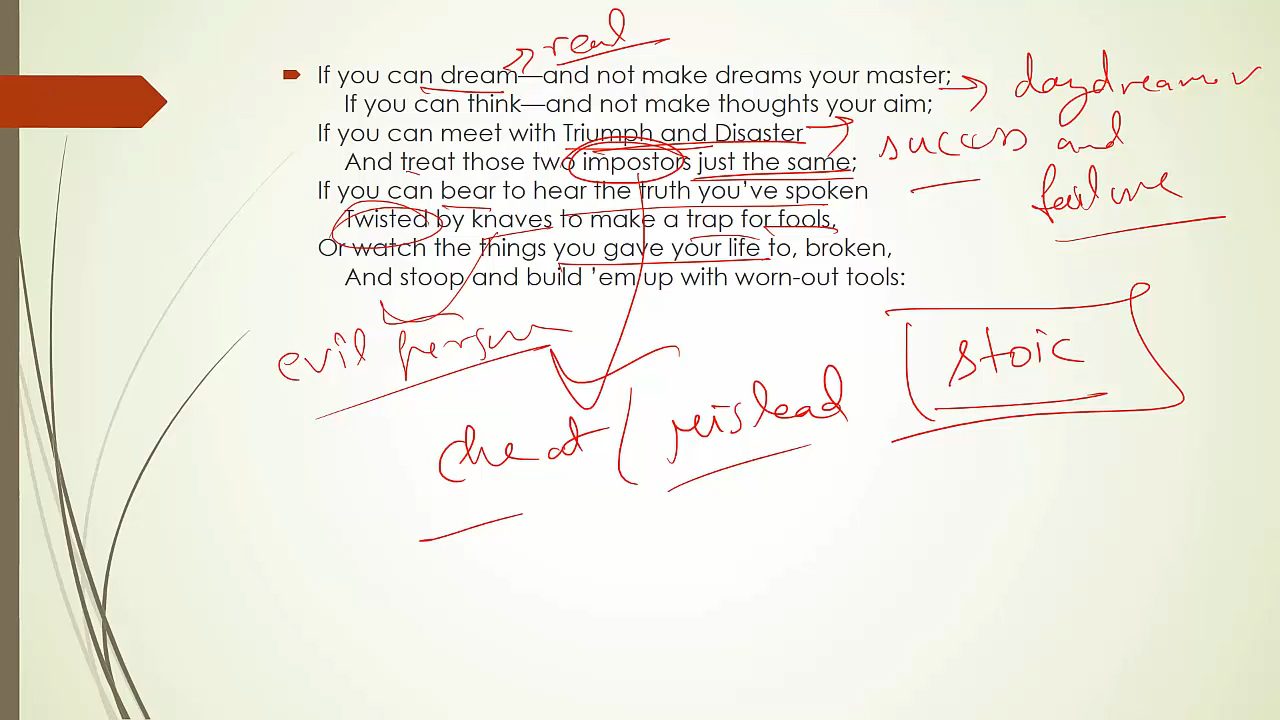 real
If you can dream—and not make dreams your master;
daydreamer
If you can think—and not make thoughts your aim;
If you can meet with Triumph and Disaster
success and
failure
And treat those two impostors just the same;
If you can bear to hear the truth you’ve spoken
Twisted by knaves to make a trap for fools,
Or watch the things you gave your life to, broken,
And stoop and build ’em up with worn-out tools:
evil person
stoic
cheat / mislead